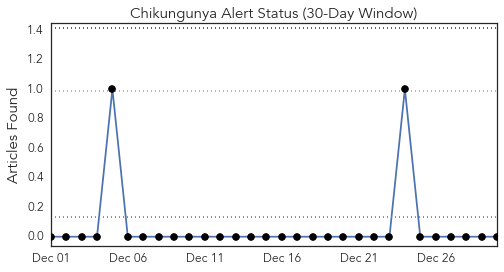 Chikungunya Alert Status (30-Day Window)
Articles Found
1.4
1.2
1.0
0.8
0.6
0.4
0.2
0.0
Dec 01 Dec 06 Dec 11 Dec 16 Dec 21 Dec 26